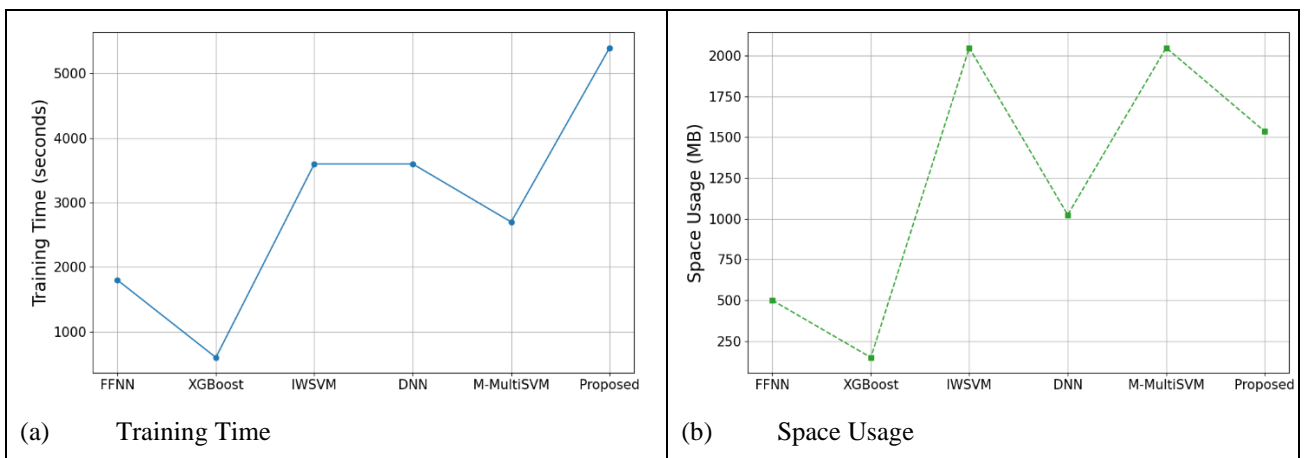 Training Time (seconds)
5000
4000
3000
2000
1000
FFNN XGBoost IWSVM DNN M-MultiSVM Proposed
(a) Training Time
Space Usage (MB)
2000
1750
1500
1250
1000
750
500
250
FFNN XGBoost IWSVM DNN M-MultiSVM Proposed
(b) Space Usage